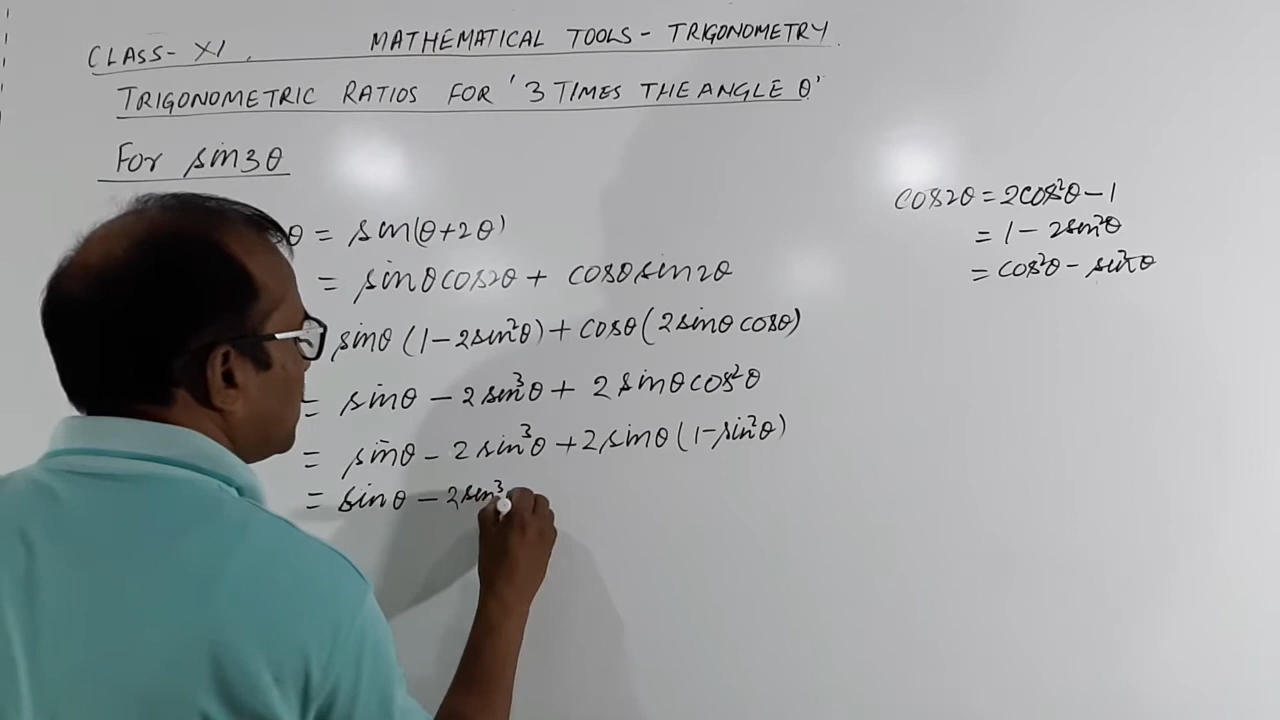 CLASS- XI. MATHEMATICAL TOOLS - TRIGONOMETRY.
TRIGONOMETRIC RATIOS FOR '3 TIMES THE ANGLE θ'
For sin3θ
θ = sin(θ+2θ)
= sinθcos2θ + cosθsin2θ
sinθ (1-2sin²θ) + cosθ (2sinθ cosθ)
= sinθ - 2sin³θ + 2sinθcos²θ
= sinθ - 2sin³θ + 2sinθ (1-sin²θ)
= sinθ - 2sin³
cos2θ = 2cos²θ - 1
= 1 - 2sin²θ
= cos²θ - sin²θ